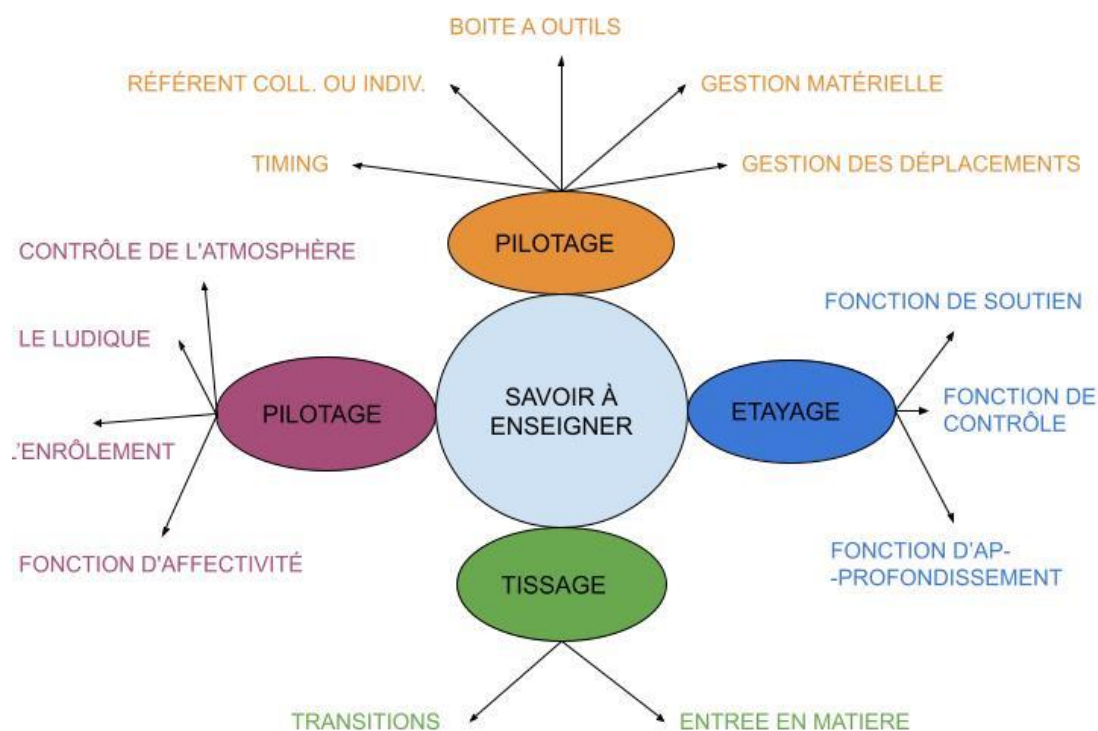 BOITE A OUTILS
RÉFÉRENT COLL. OU INDIV.
GESTION MATÉRIELLE
TIMING
GESTION DES DÉPLACEMENTS
PILOTAGE
CONTRÔLE DE L'ATMOSPHÈRE
LE LUDIQUE
L'ENRÔLEMENT
FONCTION D'AFFECTIVITÉ
PILOTAGE
SAVOIR À
ENSEIGNER
ETAYAGE
FONCTION DE SOUTIEN
FONCTION DE
CONTRÔLE
FONCTION D'AP-
-PROFONDISSEMENT
TISSAGE
TRANSITIONS
ENTREE EN MATIERE